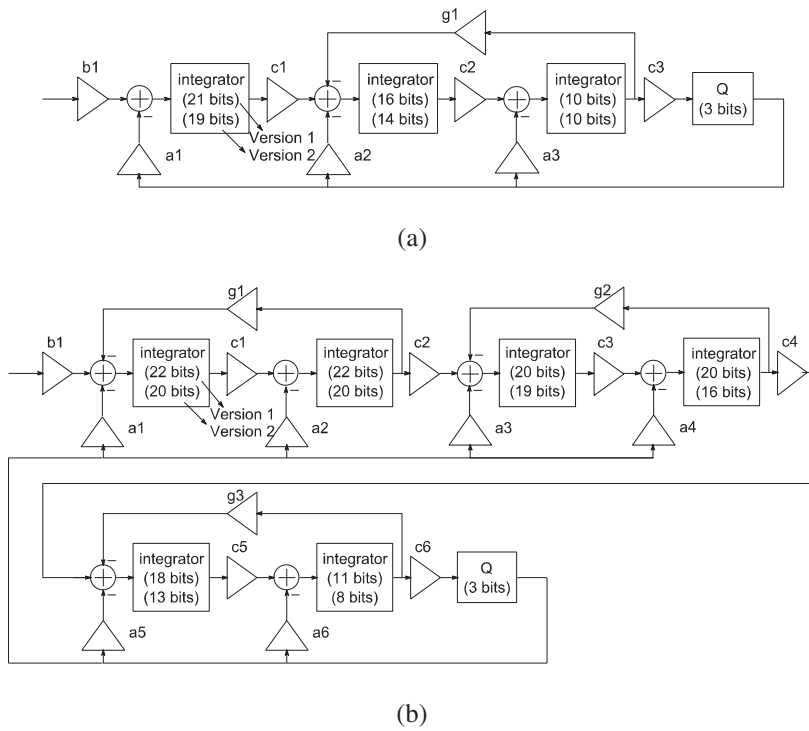 g1
b1
c1
c2
c3
integrator
(21 bits)
(19 bits)
integrator
(16 bits)
(14 bits)
integrator
(10 bits)
(10 bits)
Q
(3 bits)
Version 1
Version 2
a1
a2
a3
(a)
g1
g2
b1
c1
c2
c3
c4
integrator
(22 bits)
(20 bits)
integrator
(22 bits)
(20 bits)
integrator
(20 bits)
(19 bits)
integrator
(20 bits)
(16 bits)
Version 1
Version 2
a1
a2
a3
a4
g3
c5
c6
integrator
(18 bits)
(13 bits)
integrator
(11 bits)
(8 bits)
Q
(3 bits)
a5
a6
(b)